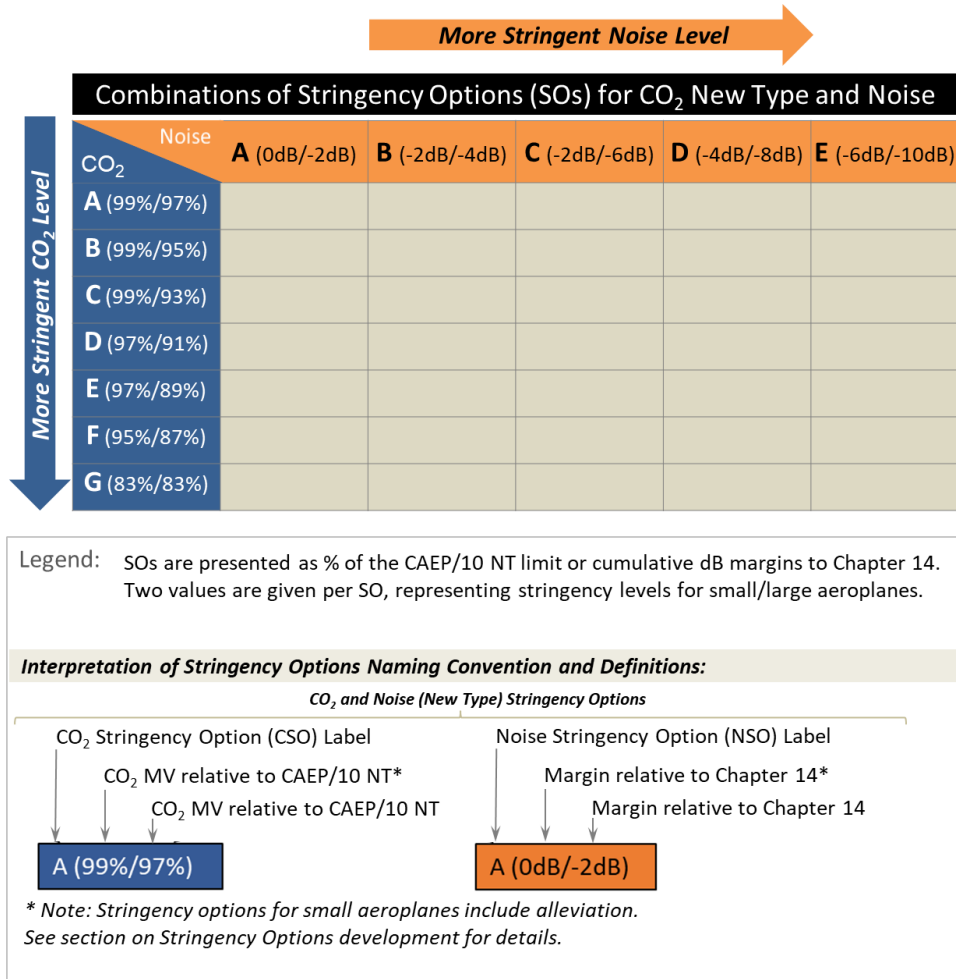 More Stringent Noise Level
Combinations of Stringency Options (SOs) for CO₂ New Type and Noise
More Stringent CO₂ Level
Noise
CO₂
A (0dB/-2dB)
B (-2dB/-4dB)
C (-2dB/-6dB)
D (-4dB/-8dB)
E (-6dB/-10dB)
A (99%/97%)
B (99%/95%)
C (99%/93%)
D (97%/91%)
E (97%/89%)
F (95%/87%)
G (83%/83%)
Legend: SOs are presented as % of the CAEP/10 NT limit or cumulative dB margins to Chapter 14.
Two values are given per SO, representing stringency levels for small/large aeroplanes.
Interpretation of Stringency Options Naming Convention and Definitions:
CO₂ and Noise (New Type) Stringency Options
CO₂ Stringency Option (CSO) Label
CO₂ MV relative to CAEP/10 NT*
CO₂ MV relative to CAEP/10 NT
A (99%/97%)
Noise Stringency Option (NSO) Label
Margin relative to Chapter 14*
Margin relative to Chapter 14
A (0dB/-2dB)
* Note: Stringency options for small aeroplanes include alleviation.
See section on Stringency Options development for details.